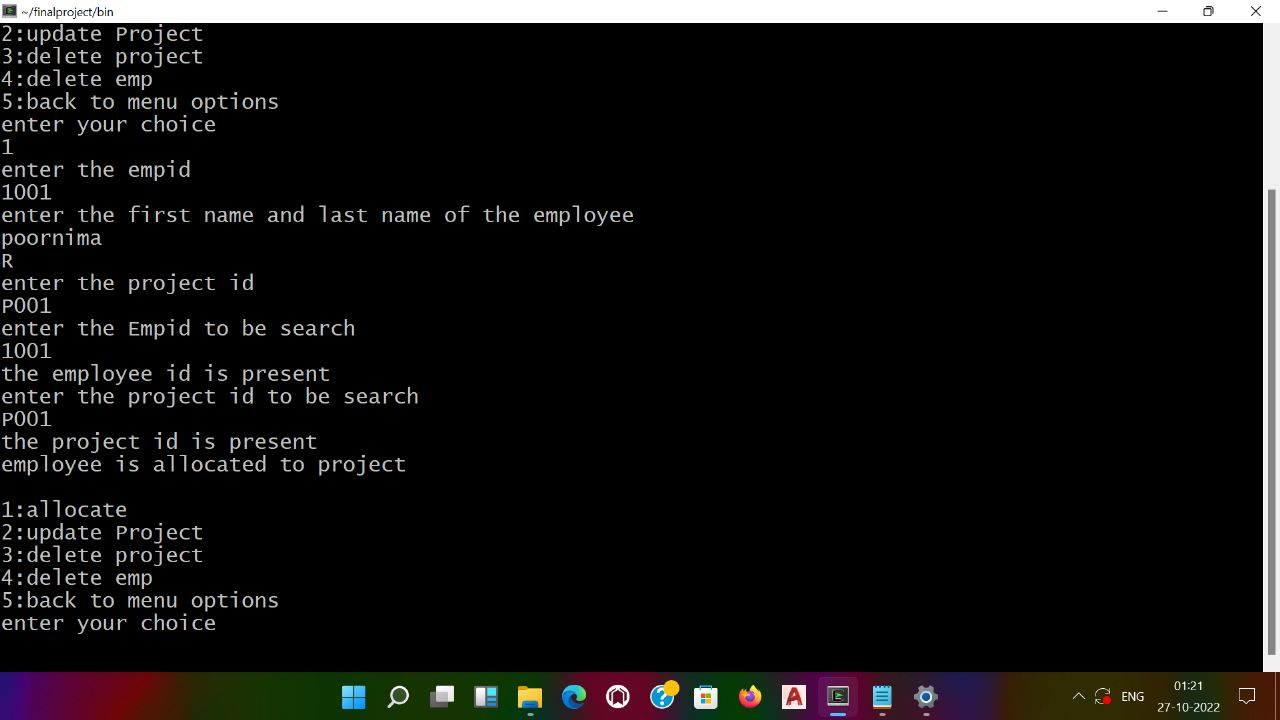 ~/finalproject/bin
2:update Project
3:delete project
4:delete emp
5:back to menu options
enter your choice
1
enter the empid
1001
enter the first name and last name of the employee
poornima
R
enter the project id
P001
enter the Empid to be search
1001
the employee id is present
enter the project id to be search
P001
the project id is present
employee is allocated to project
1:allocate
2:update Project
3:delete project
4:delete emp
5:back to menu options
enter your choice
ENG
01:21
27-10-2022